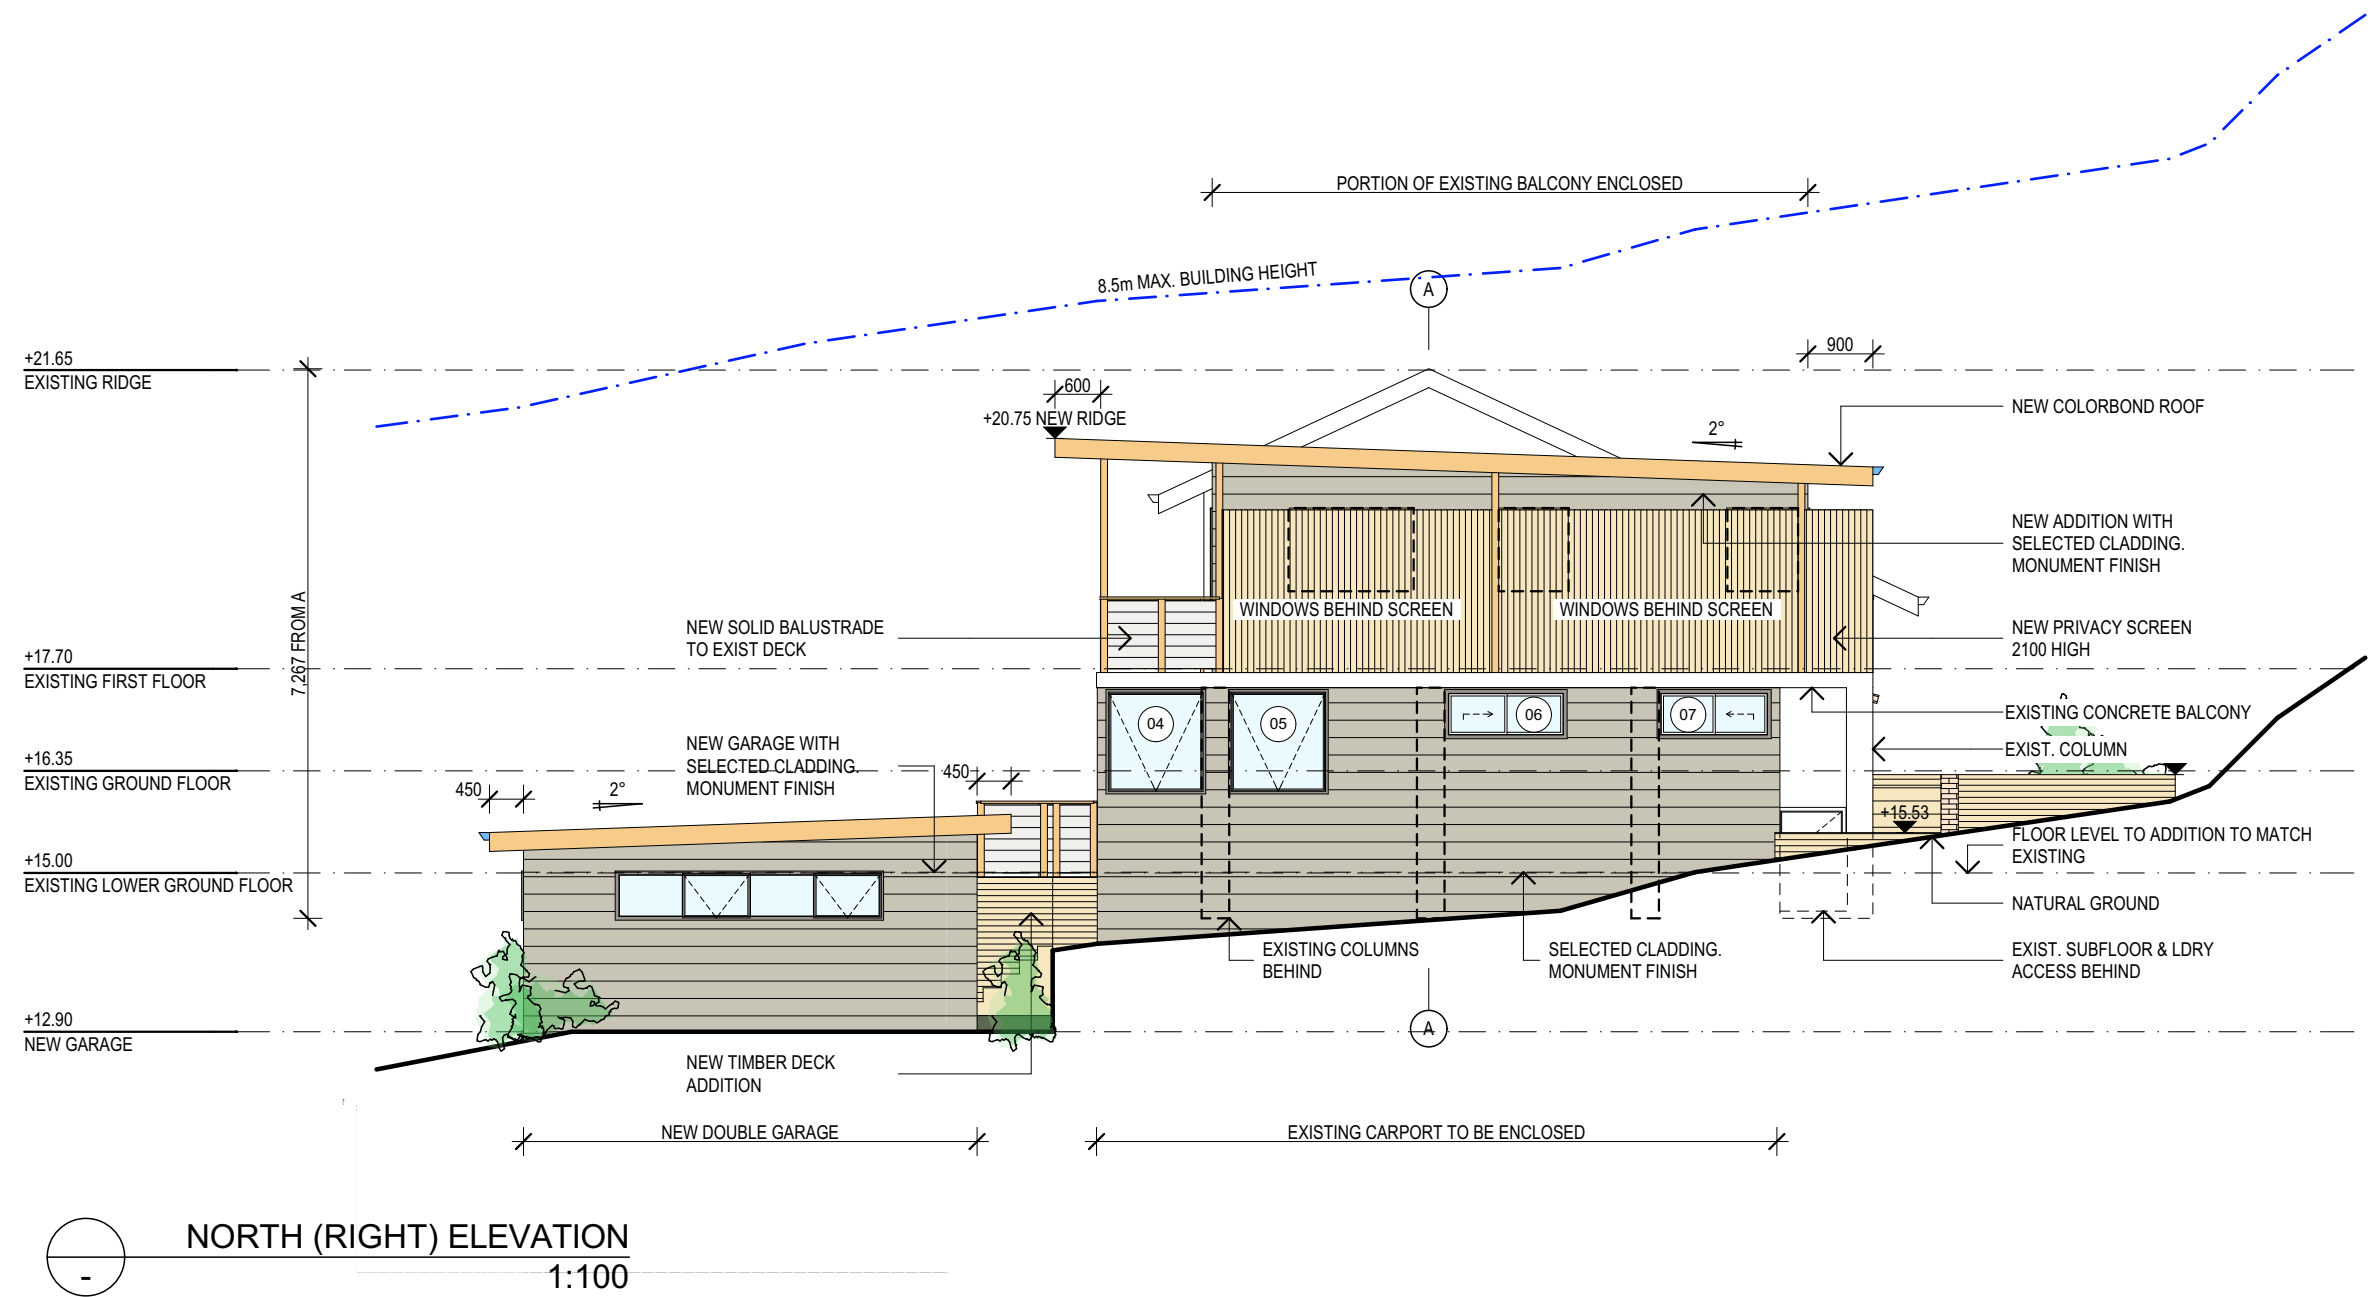 PORTION OF EXISTING BALCONY ENCLOSED
8.5m MAX. BUILDING HEIGHT
A
+21.65
EXISTING RIDGE
900
600
+20.75 NEW RIDGE
NEW COLORBOND ROOF
2°
NEW ADDITION WITH
SELECTED CLADDING.
MONUMENT FINISH
7,267 FROM A
WINDOWS BEHIND SCREEN
WINDOWS BEHIND SCREEN
NEW SOLID BALUSTRADE
TO EXIST DECK
NEW PRIVACY SCREEN
2100 HIGH
+17.70
EXISTING FIRST FLOOR
04
05
06
07
EXISTING CONCRETE BALCONY
EXIST. COLUMN
NEW GARAGE WITH
SELECTED CLADDING.
MONUMENT FINISH
+16.35
EXISTING GROUND FLOOR
450
2°
450
+15.53
FLOOR LEVEL TO ADDITION TO MATCH
EXISTING
+15.00
EXISTING LOWER GROUND FLOOR
NATURAL GROUND
EXISTING COLUMNS
BEHIND
SELECTED CLADDING.
MONUMENT FINISH
EXIST. SUBFLOOR & LDRY
ACCESS BEHIND
+12.90
NEW GARAGE
A
NEW TIMBER DECK
ADDITION
NEW DOUBLE GARAGE
EXISTING CARPORT TO BE ENCLOSED
NORTH (RIGHT) ELEVATION
-
1:100